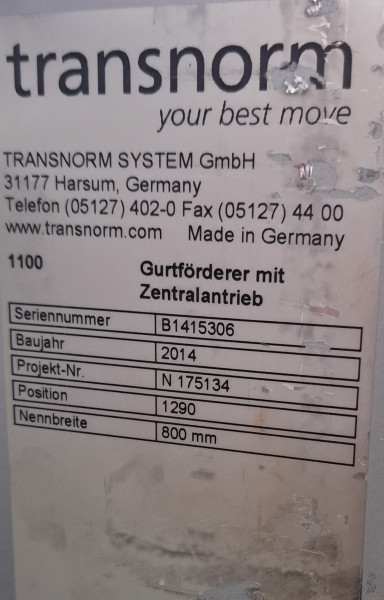 transnorm
your best move
TRANSNORM SYSTEM GmbH
31177 Harsum, Germany
Telefon (05127) 402-0 Fax (05127) 44 00
www.transnorm.com Made in Germany
1100 Gurtförderer mit
Zentralantrieb
Seriennummer B1415306
Baujahr 2014
Projekt-Nr. N 175134
Position 1290
Nennbreite 800 mm